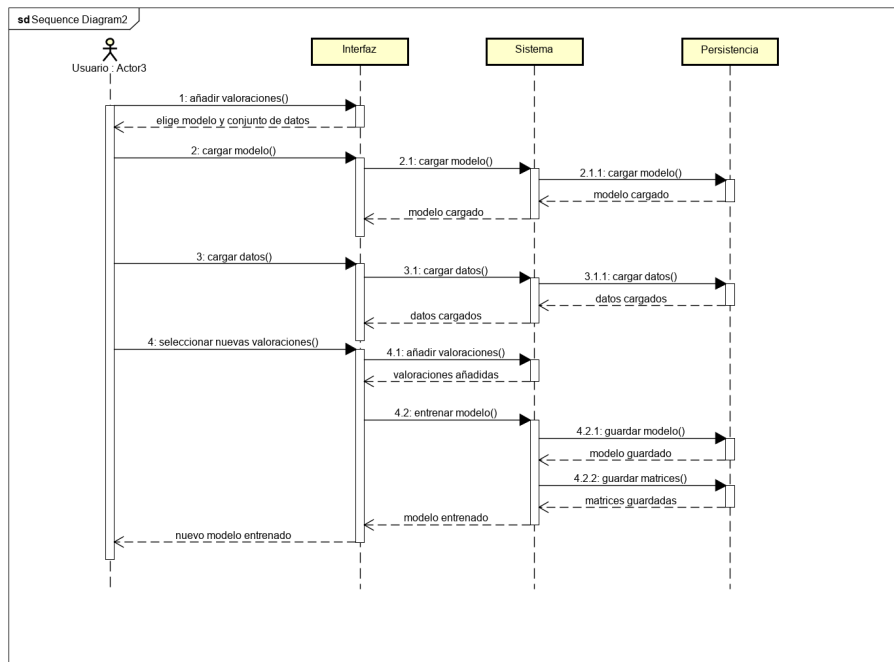 sd Sequence Diagram2
Usuario : Actor3
Interfaz
Sistema
Persistencia
1: añadir valoraciones()
elige modelo y conjunto de datos
2: cargar modelo()
2.1: cargar modelo()
2.1.1: cargar modelo()
modelo cargado
modelo cargado
3: cargar datos()
3.1: cargar datos()
3.1.1: cargar datos()
datos cargados
datos cargados
4: seleccionar nuevas valoraciones()
4.1: añadir valoraciones()
valoraciones añadidas
4.2: entrenar modelo()
4.2.1: guardar modelo()
modelo guardado
4.2.2: guardar matrices()
matrices guardadas
modelo entrenado
nuevo modelo entrenado